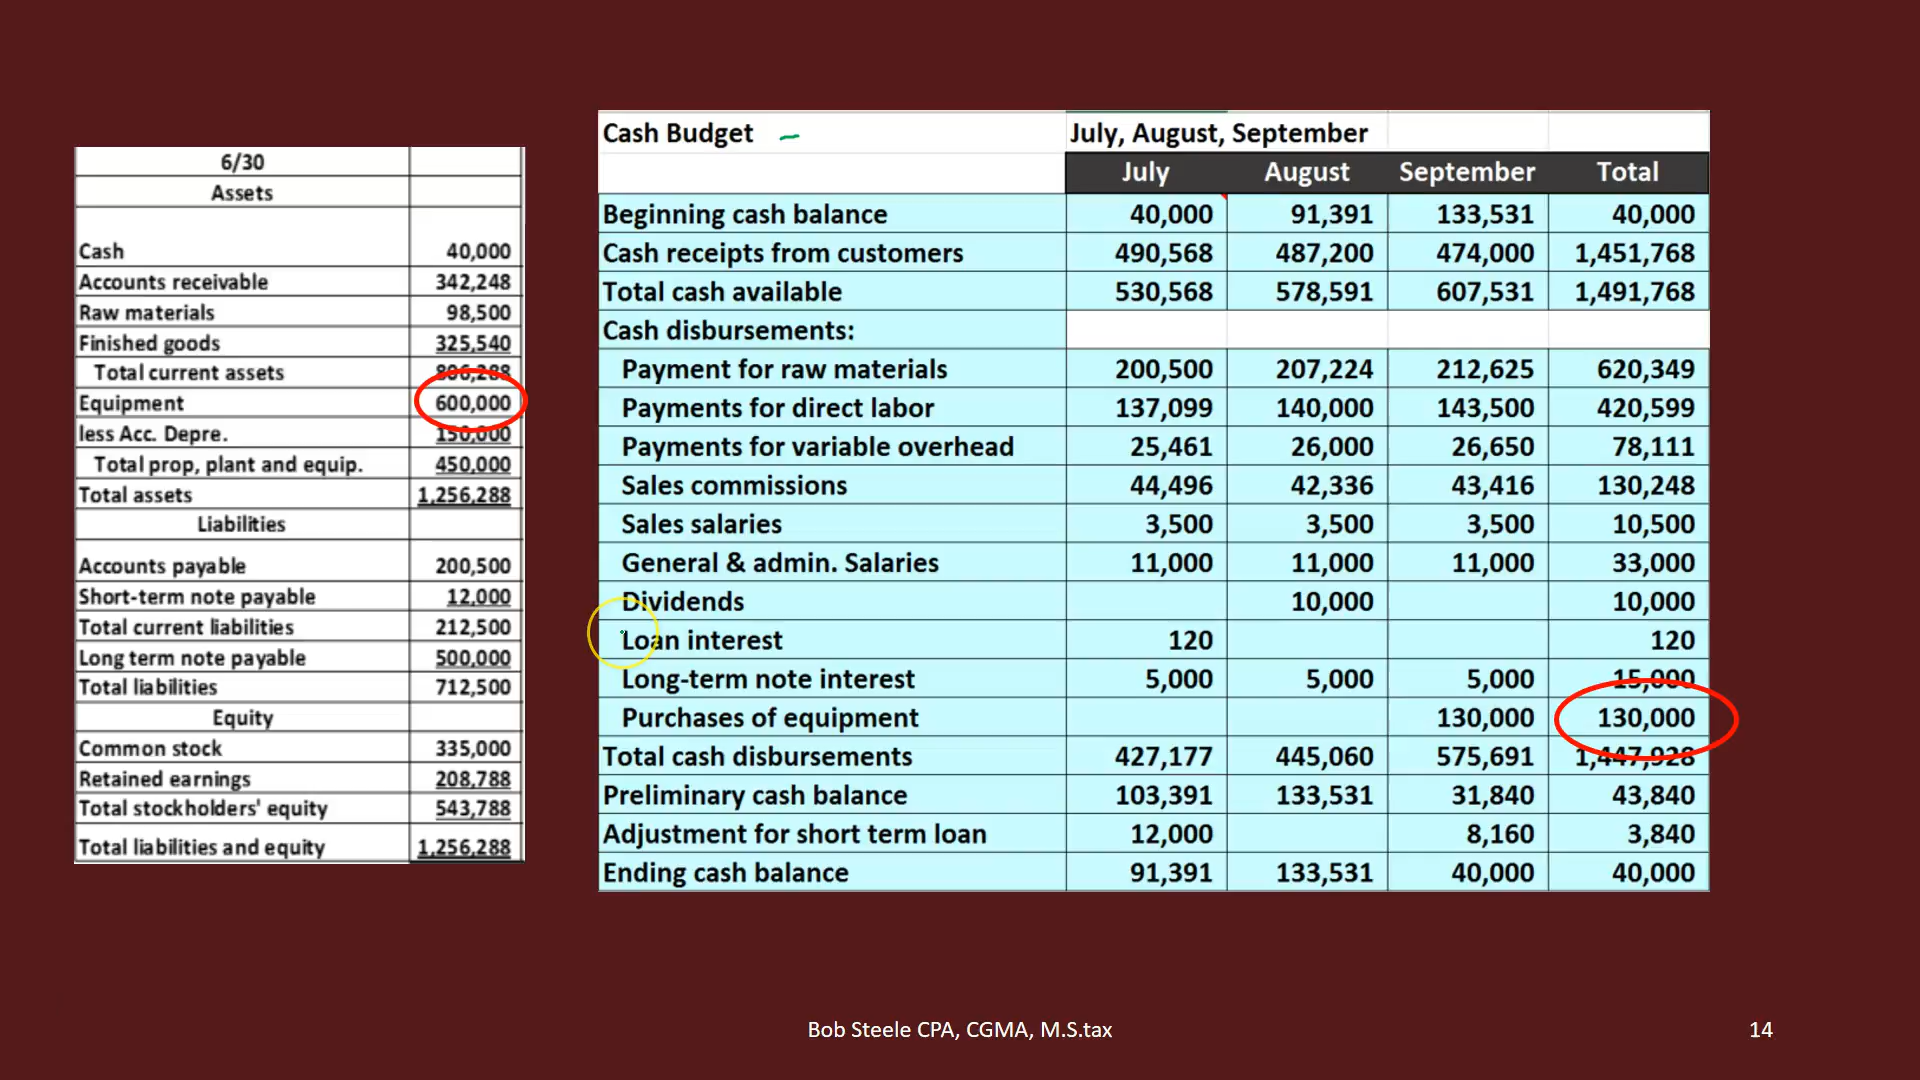 6/30
Assets
Cash 40,000
Accounts receivable 342,248
Raw materials 98,500
Finished goods 325,540
Total current assets 806,288
Equipment 600,000
less Acc. Depre. 150,000
Total prop, plant and equip. 450,000
Total assets 1,256,288
Liabilities
Accounts payable 200,500
Short-term note payable 12,000
Total current liabilities 212,500
Long term note payable 500,000
Total liabilities 712,500
Equity
Common stock 335,000
Retained earnings 208,788
Total stockholders' equity 543,788
Total liabilities and equity 1,256,288
Cash Budget July, August, September
July August September Total
Beginning cash balance 40,000 91,391 133,531 40,000
Cash receipts from customers 490,568 487,200 474,000 1,451,768
Total cash available 530,568 578,591 607,531 1,491,768
Cash disbursements:
Payment for raw materials 200,500 207,224 212,625 620,349
Payments for direct labor 137,099 140,000 143,500 420,599
Payments for variable overhead 25,461 26,000 26,650 78,111
Sales commissions 44,496 42,336 43,416 130,248
Sales salaries 3,500 3,500 3,500 10,500
General & admin. Salaries 11,000 11,000 11,000 33,000
Dividends 10,000 10,000
Loan interest 120 120
Long-term note interest 5,000 5,000 5,000 15,000
Purchases of equipment 130,000 130,000
Total cash disbursements 427,177 445,060 575,691 1,447,928
Preliminary cash balance 103,391 133,531 31,840 43,840
Adjustment for short term loan 12,000 8,160 3,840
Ending cash balance 91,391 133,531 40,000 40,000
Bob Steele CPA, CGMA, M.S.tax
14